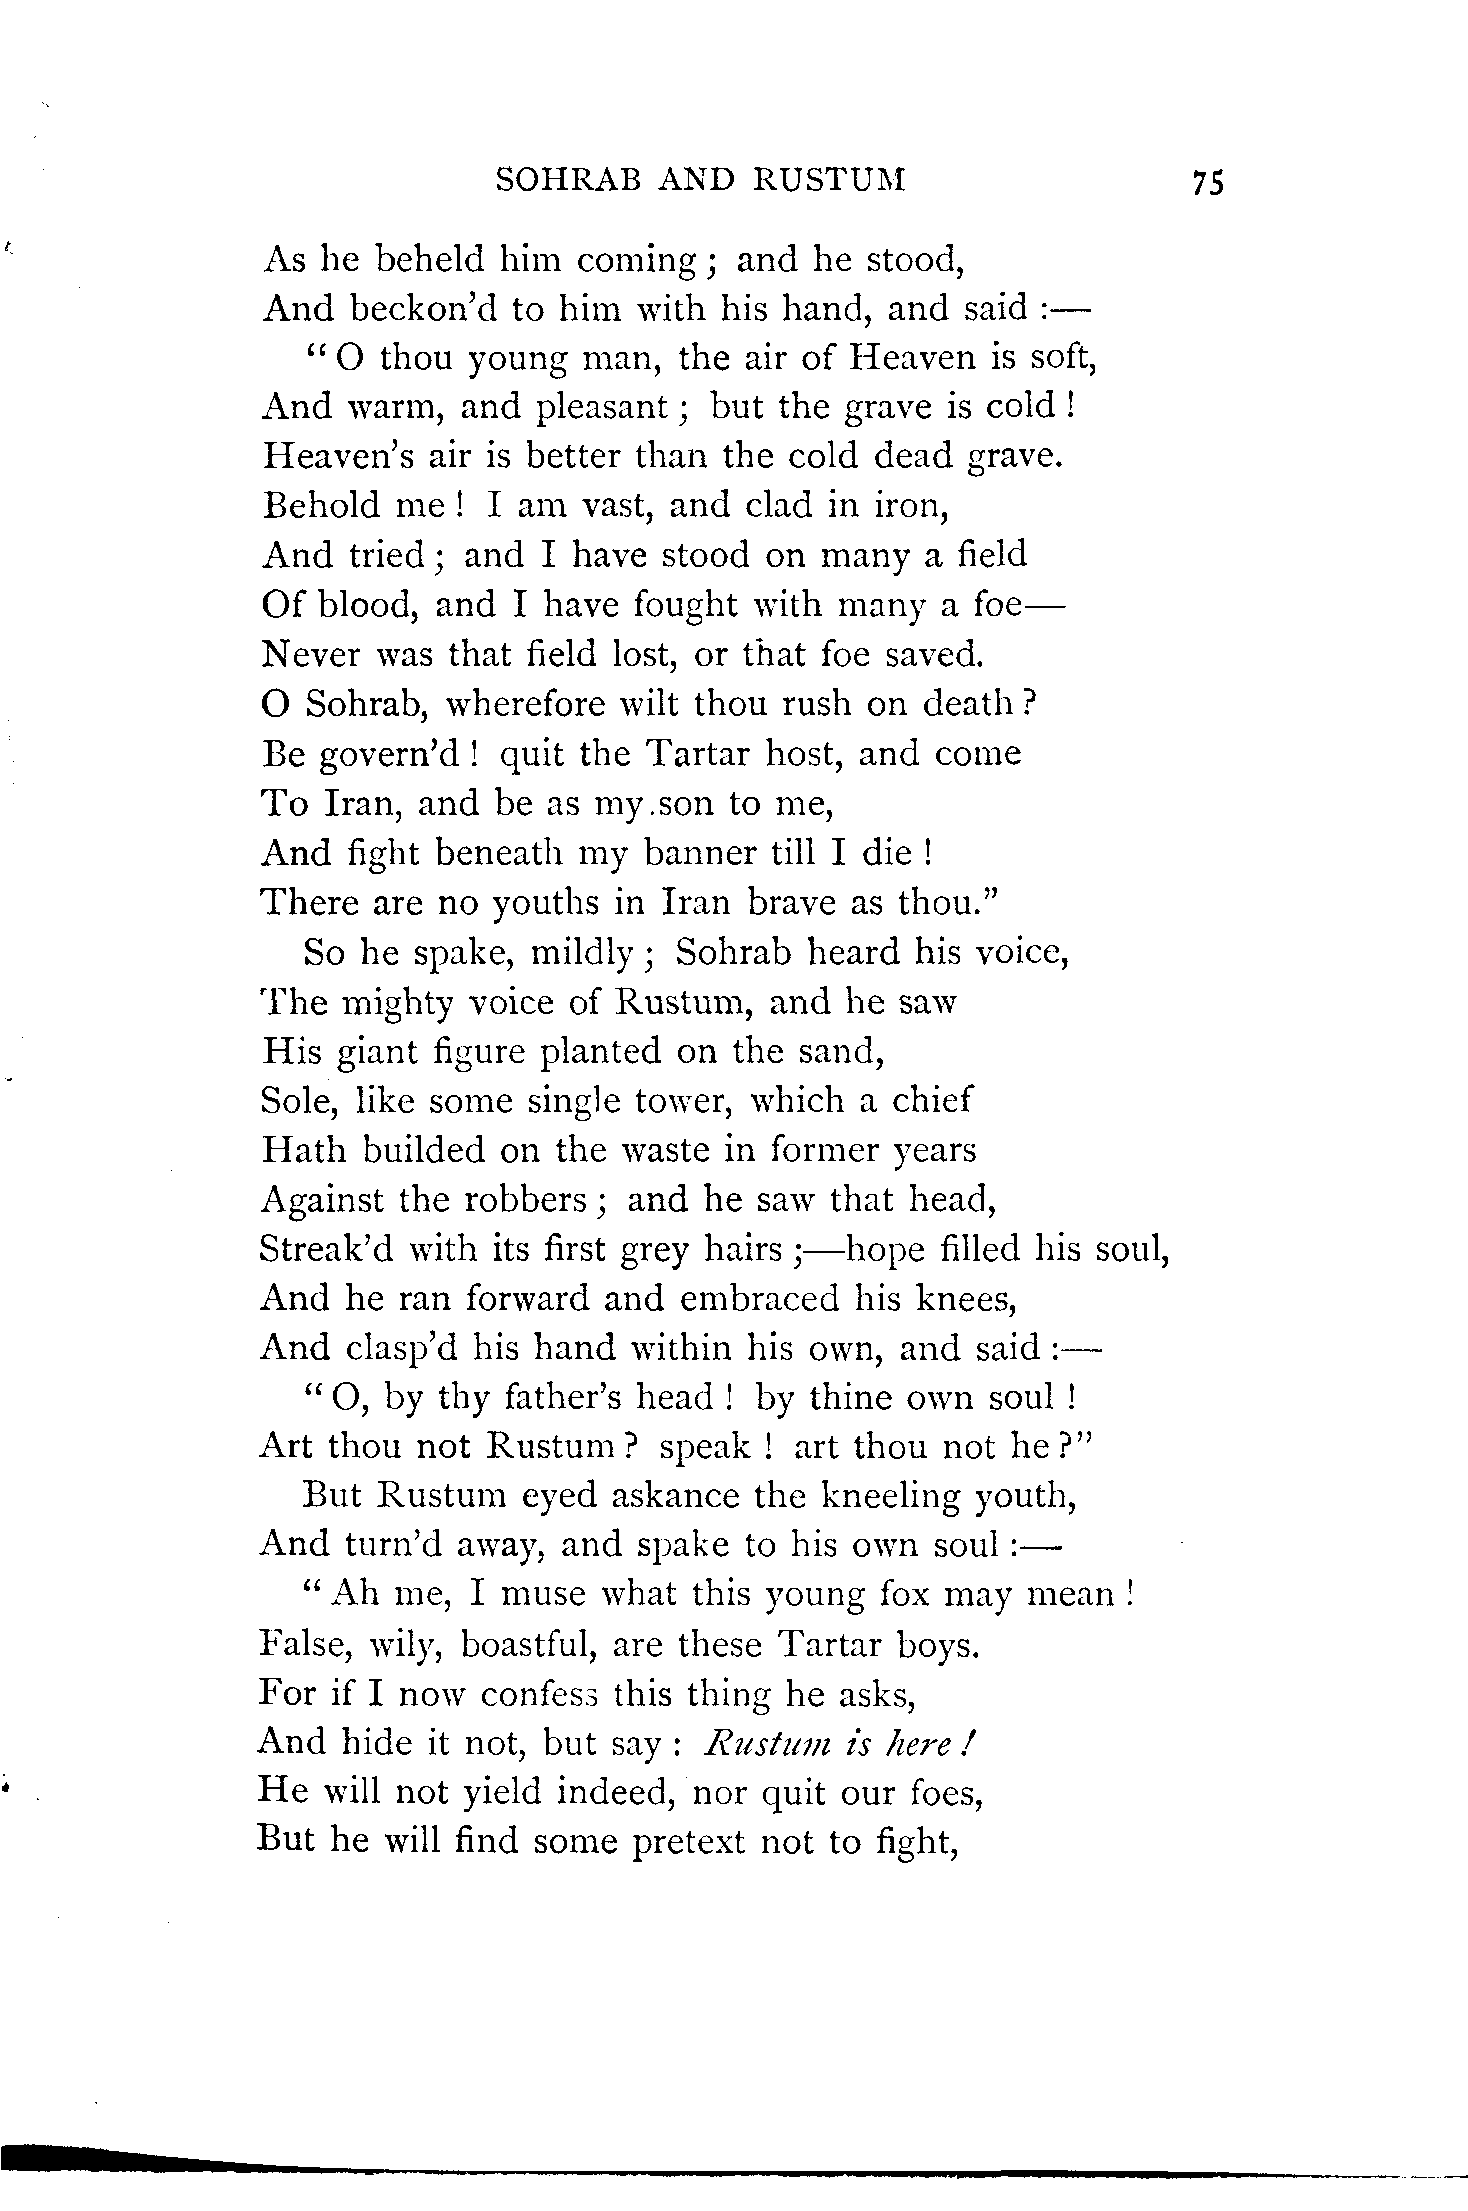 SOHRAB AND RUSTUM 75
As he beheld him coming ; and he stood,
And beckon'd to him with his hand, and said :—
“ O thou young man, the air of Heaven is soft,
And warm, and pleasant ; but the grave is cold !
Heaven's air is better than the cold dead grave.
Behold me ! I am vast, and clad in iron,
And tried ; and I have stood on many a field
Of blood, and I have fought with many a foe—
Never was that field lost, or that foe saved.
O Sohrab, wherefore wilt thou rush on death ?
Be govern'd ! quit the Tartar host, and come
To Iran, and be as my son to me,
And fight beneath my banner till I die !
There are no youths in Iran brave as thou.”
So he spake, mildly ; Sohrab heard his voice,
The mighty voice of Rustum, and he saw
His giant figure planted on the sand,
Sole, like some single tower, which a chief
Hath builded on the waste in former years
Against the robbers ; and he saw that head,
Streak'd with its first grey hairs ;—hope filled his soul,
And he ran forward and embraced his knees,
And clasp'd his hand within his own, and said :—
“ O, by thy father's head ! by thine own soul !
Art thou not Rustum ? speak ! art thou not he ?”
But Rustum eyed askance the kneeling youth,
And turn'd away, and spake to his own soul :—
“ Ah me, I muse what this young fox may mean !
False, wily, boastful, are these Tartar boys.
For if I now confess this thing he asks,
And hide it not, but say : Rustum is here !
He will not yield indeed, nor quit our foes,
But he will find some pretext not to fight,